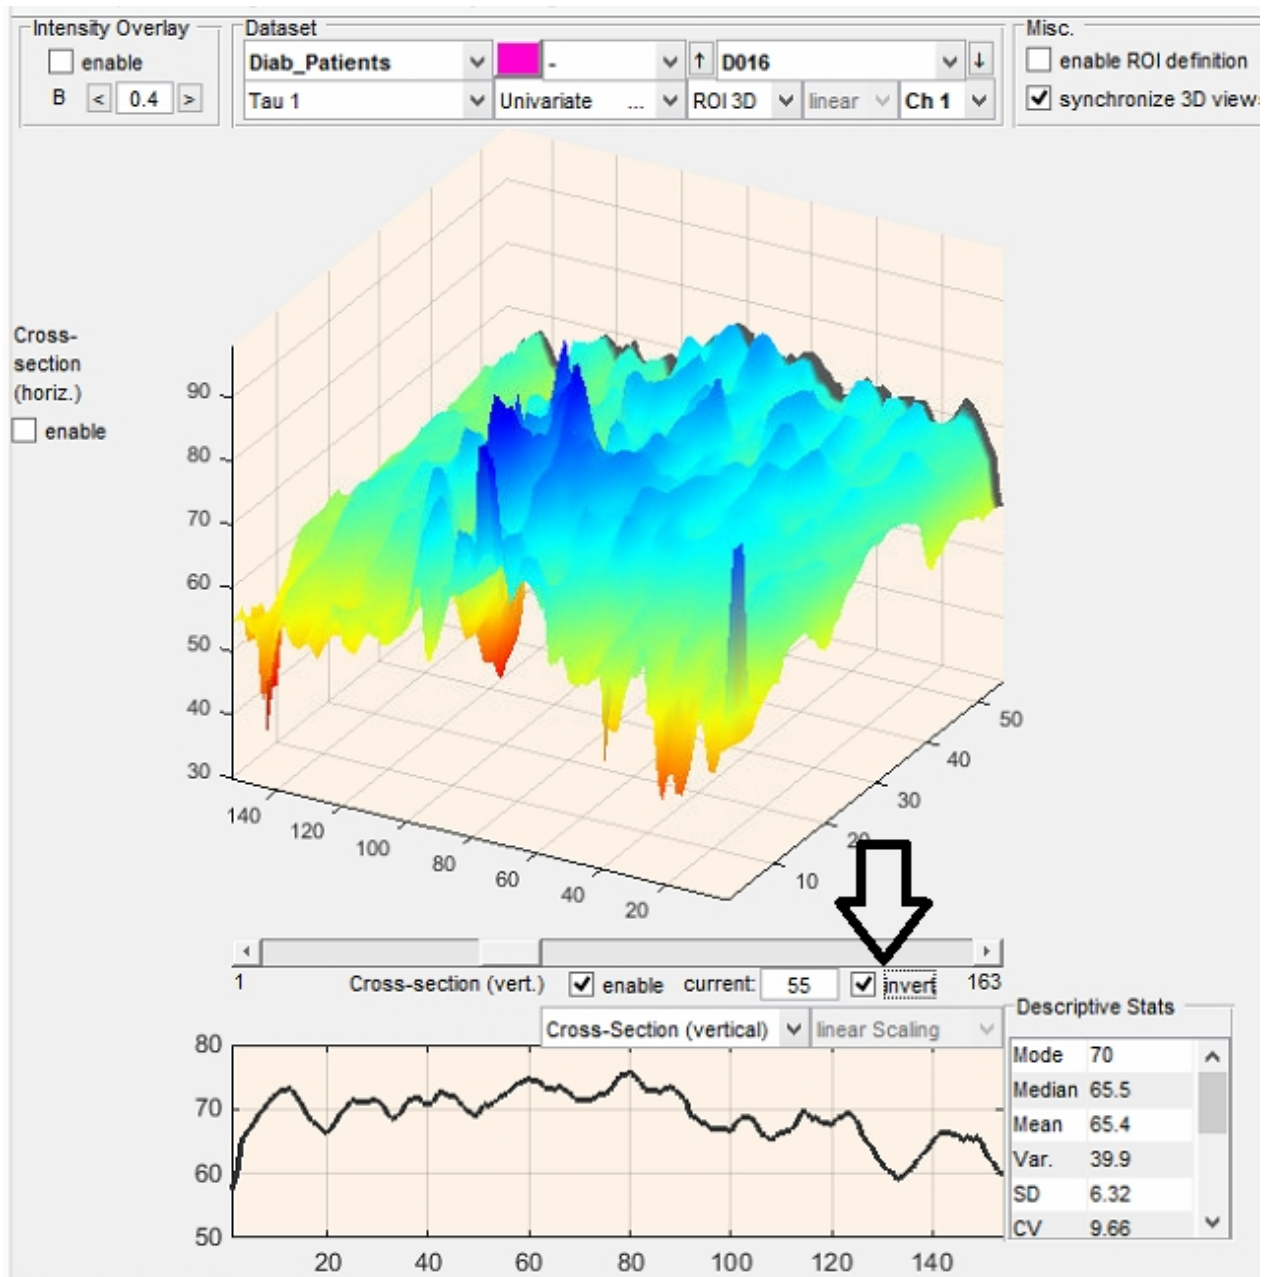 Intensity Overlay
enable
B < 0.4 >
Dataset
Diab_Patients - ↑ D016 ↓
Tau 1 Univariate ... ROI 3D linear Ch 1
Misc.
enable ROI definition
synchronize 3D view
Cross-
section
(horiz.)
enable
90
80
70
60
50
40
30
140 120 100 80 60 40 20
10 20 30 40 50
1 Cross-section (vert.) enable current: 55 invert 163
Cross-Section (vertical) linear Scaling
80
70
60
50
20 40 60 80 100 120 140
Descriptive Stats
Mode 70
Median 65.5
Mean 65.4
Var. 39.9
SD 6.32
CV 9.66